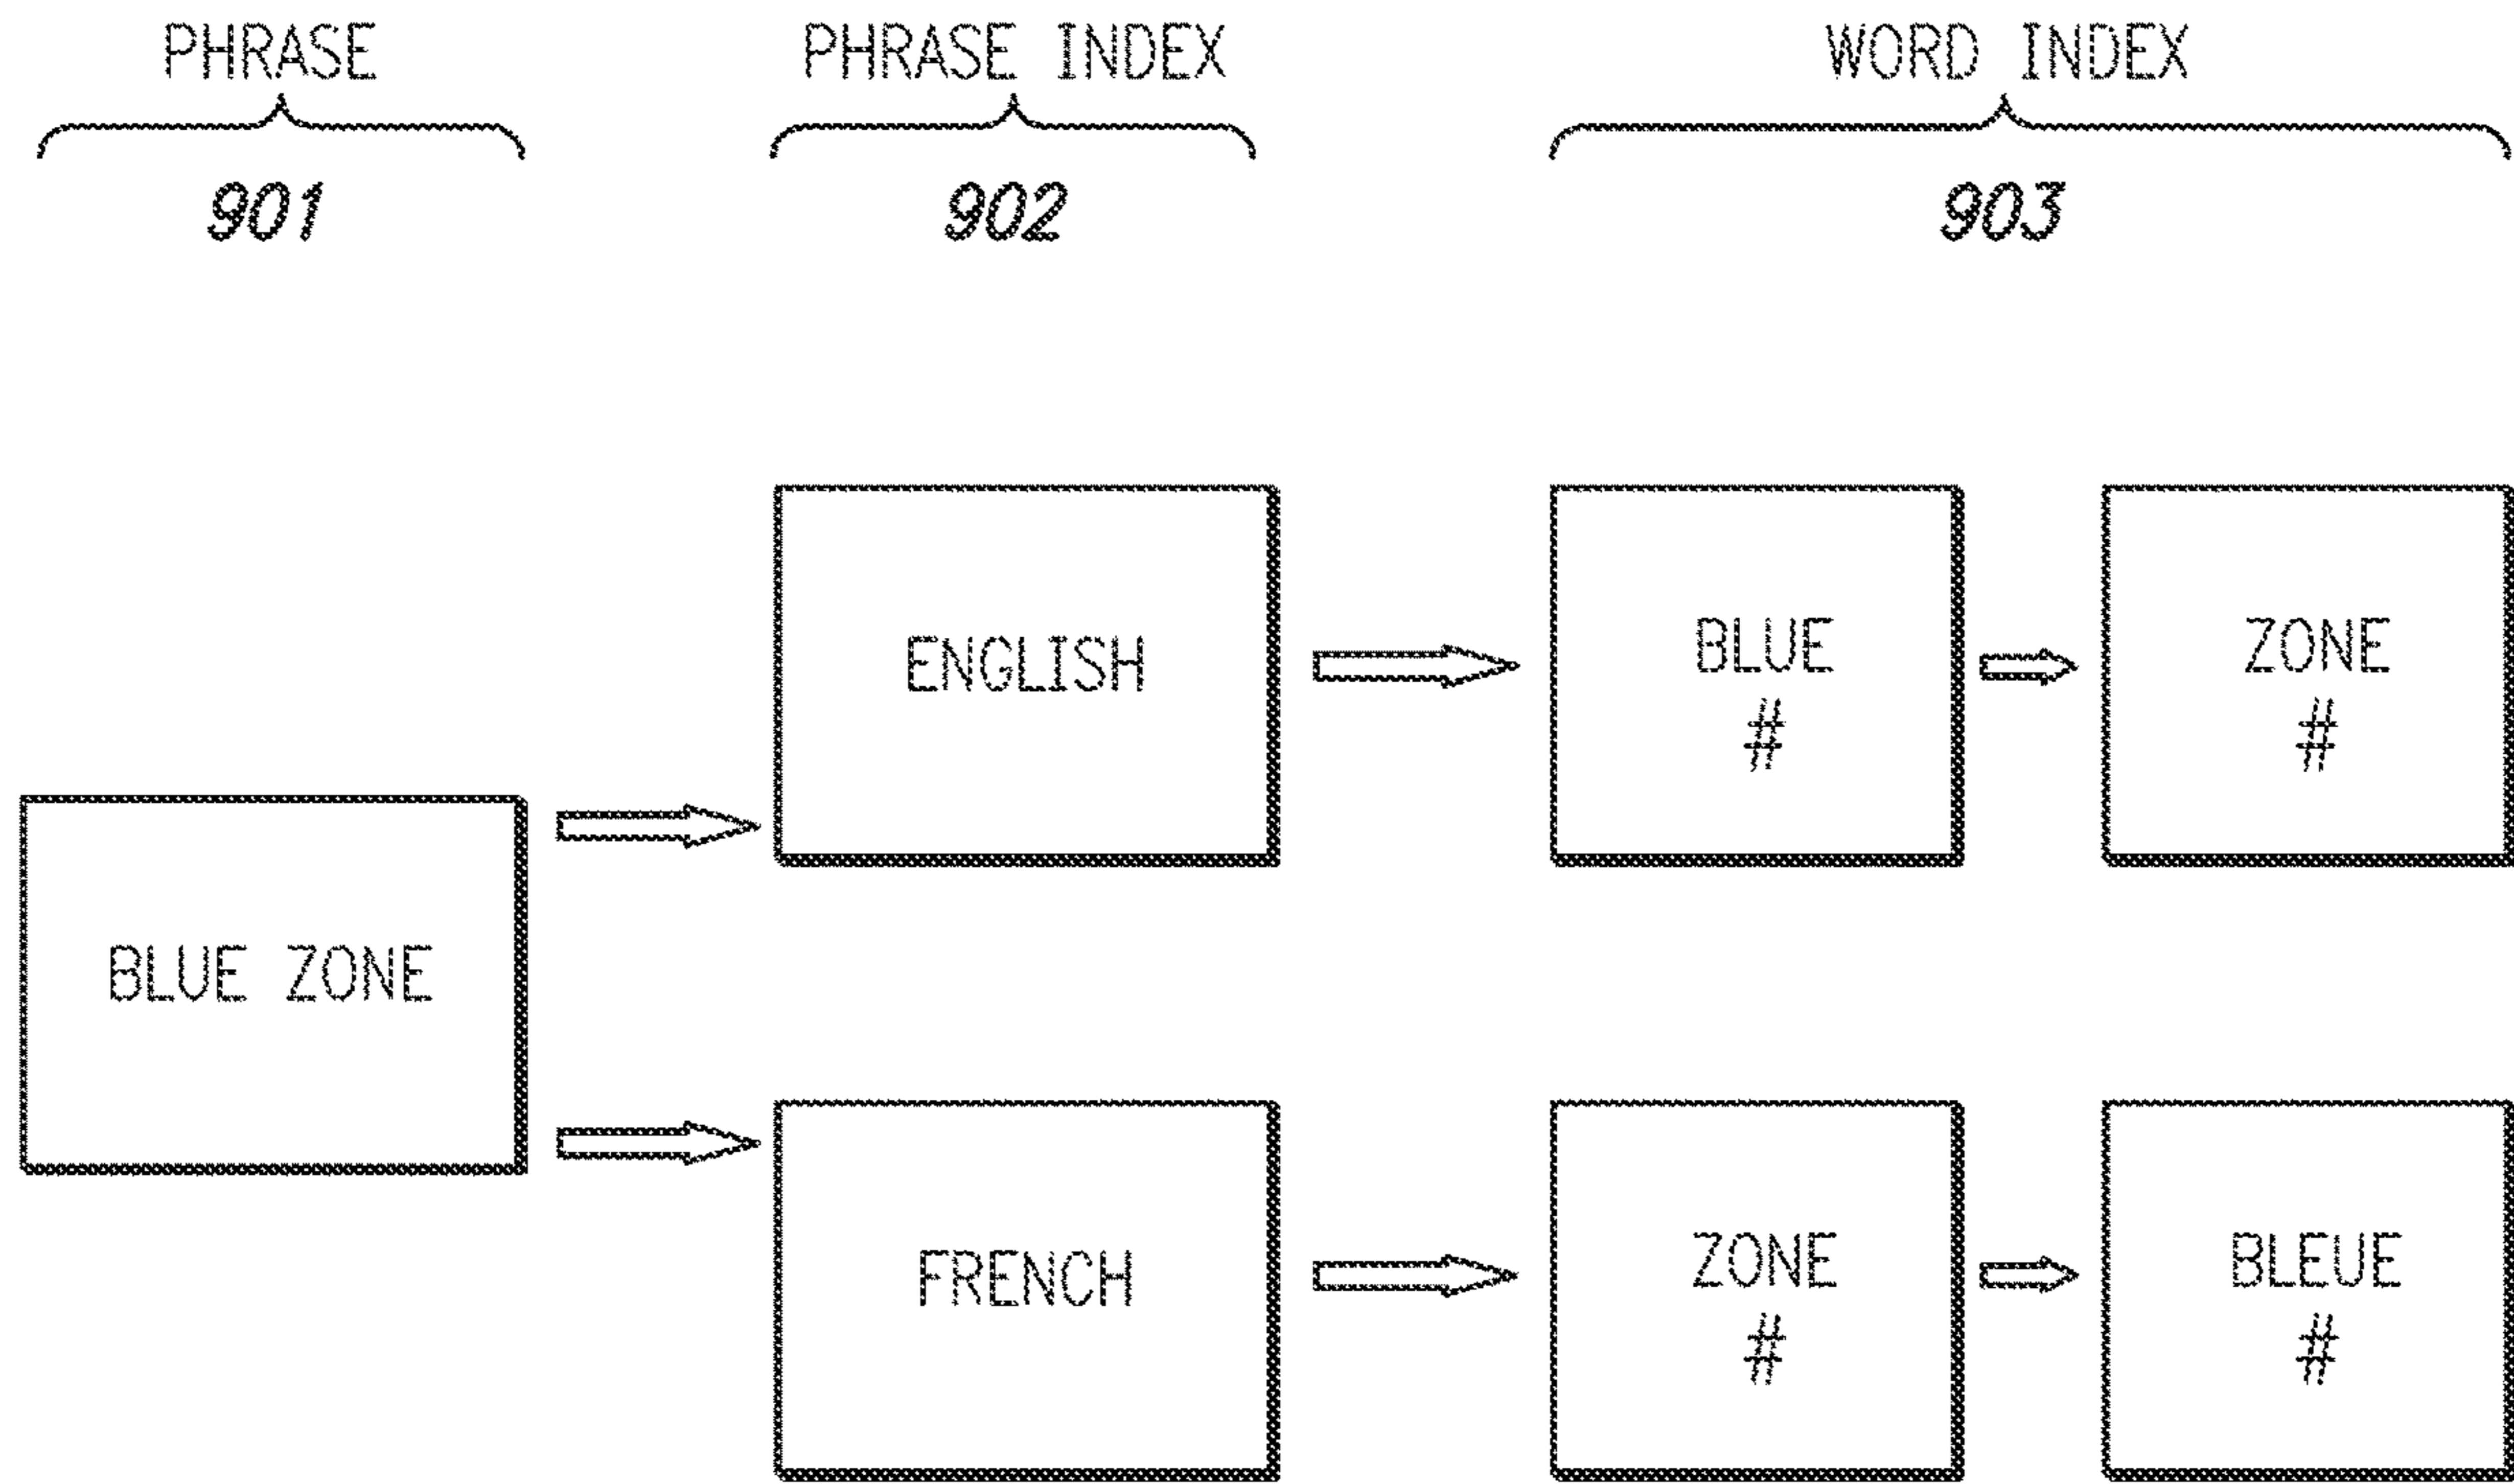 PHRASE PHRASE INDEX WORD INDEX
901 902 903
ENGLISH BLUE ZONE
# #
BLUE ZONE
FRENCH ZONE BLEUE
# #